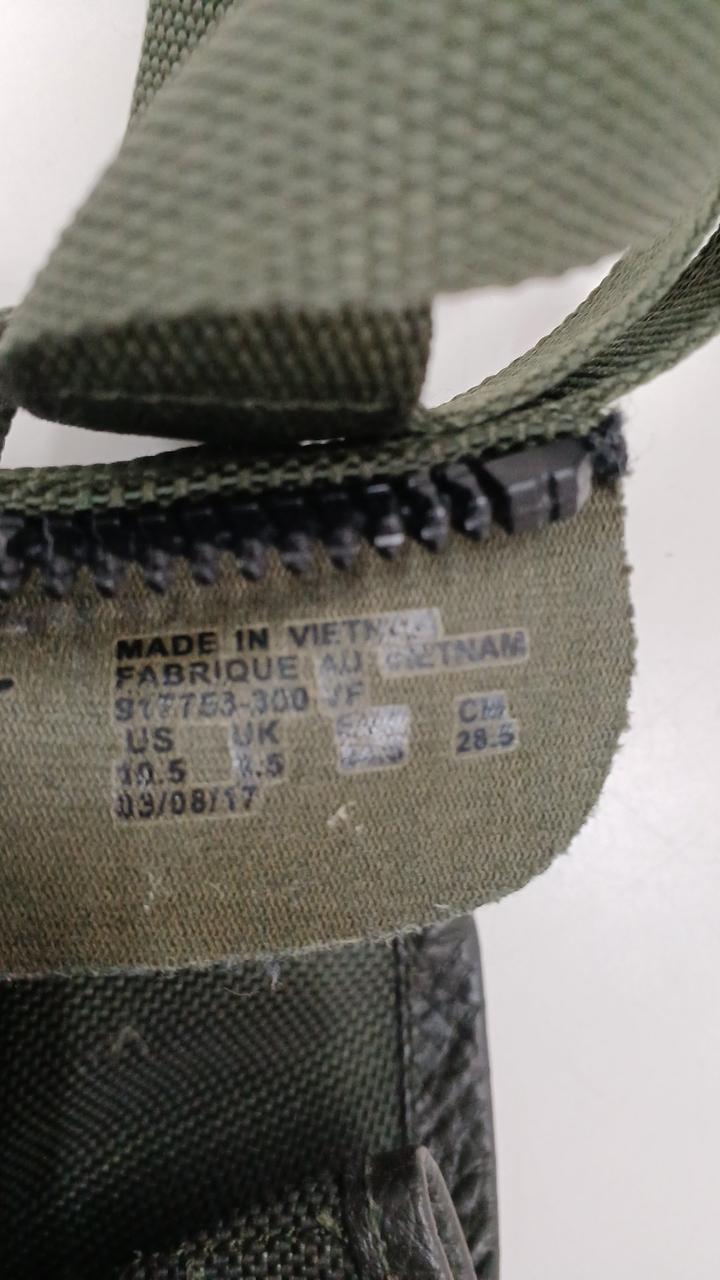 MADE IN VIETNAM
FABRIQUE AU VIETNAM
917753-300 VF
US UK CM
10.5 28.5
03/08/17